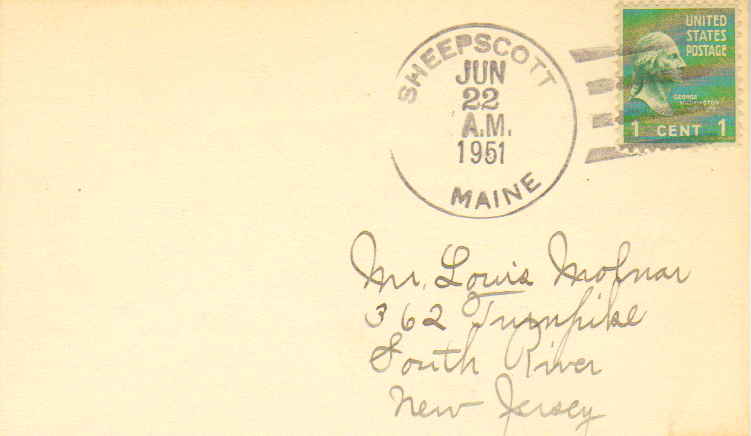 SHEEPSCOTT
JUN
22
A.M.
1951
MAINE
UNITED
STATES
POSTAGE
GEORGE
WASHINGTON
1 CENT 1
Mr. Louis Molnar
362 Turnpike
South River
New Jersey